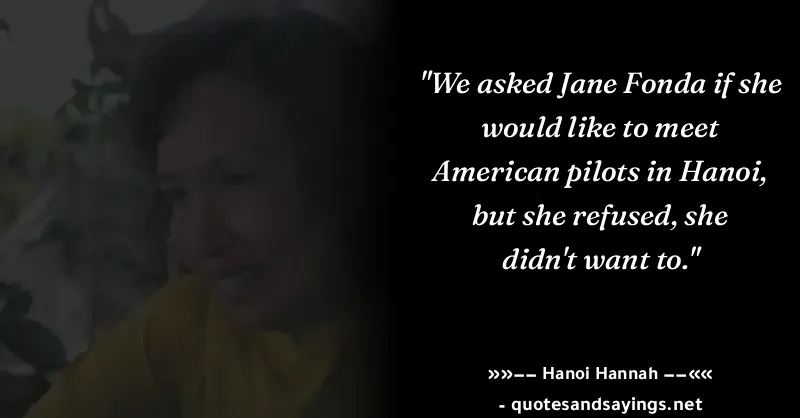 "We asked Jane Fonda if she
would like to meet
American pilots in Hanoi,
but she refused, she
didn't want to."
»»–– Hanoi Hannah ––««
- quotesandsayings.net